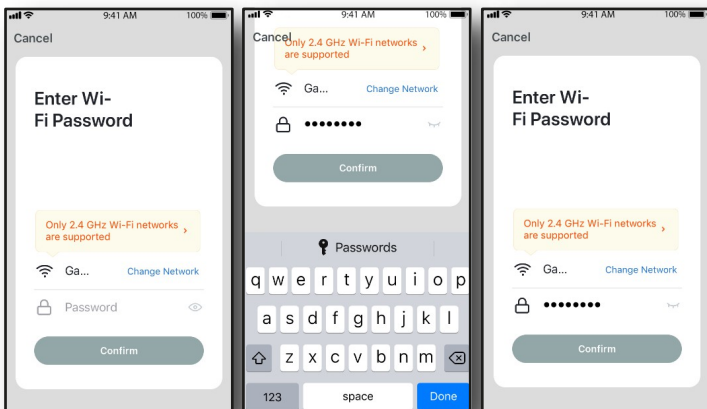 9:41 AM 100%
Cancel
Enter Wi-
Fi Password
Only 2.4 GHz Wi-Fi networks
are supported
Ga... Change Network
Password
Confirm
9:41 AM 100%
Cancel
Only 2.4 GHz Wi-Fi networks
are supported
Ga... Change Network
••••••••
Confirm
Passwords
q w e r t y u i o p
a s d f g h j k l
z x c v b n m
123 space Done
9:41 AM 100%
Cancel
Enter Wi-
Fi Password
Only 2.4 GHz Wi-Fi networks
are supported
Ga... Change Network
••••••••
Confirm